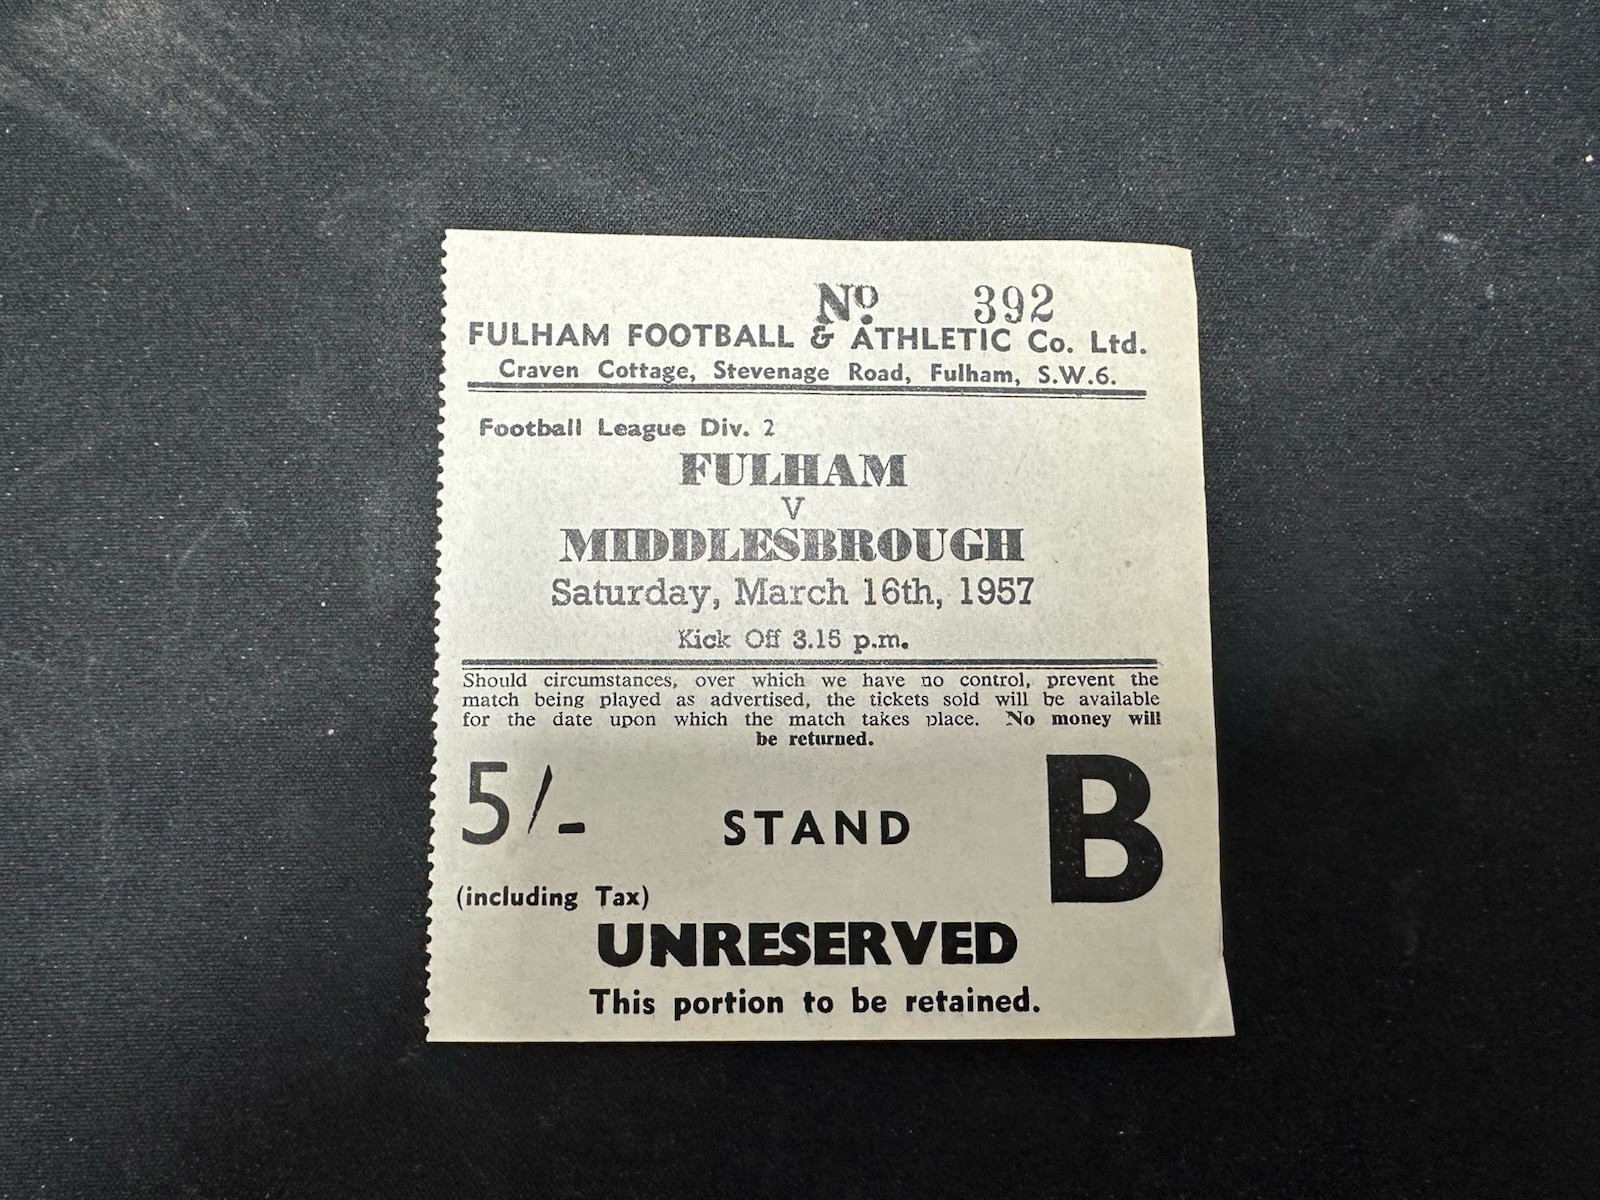 Nº 392
FULHAM FOOTBALL & ATHLETIC Co. Ltd.
Craven Cottage, Stevenage Road, Fulham, S.W.6.
Football League Div. 2
FULHAM
V
MIDDLESBROUGH
Saturday, March 16th, 1957
Kick Off 3.15 p.m.
Should circumstances, over which we have no control, prevent the
match being played as advertised, the tickets sold will be available
for the date upon which the match takes place. No money will
be returned.
5/- STAND B
(including Tax)
UNRESERVED
This portion to be retained.